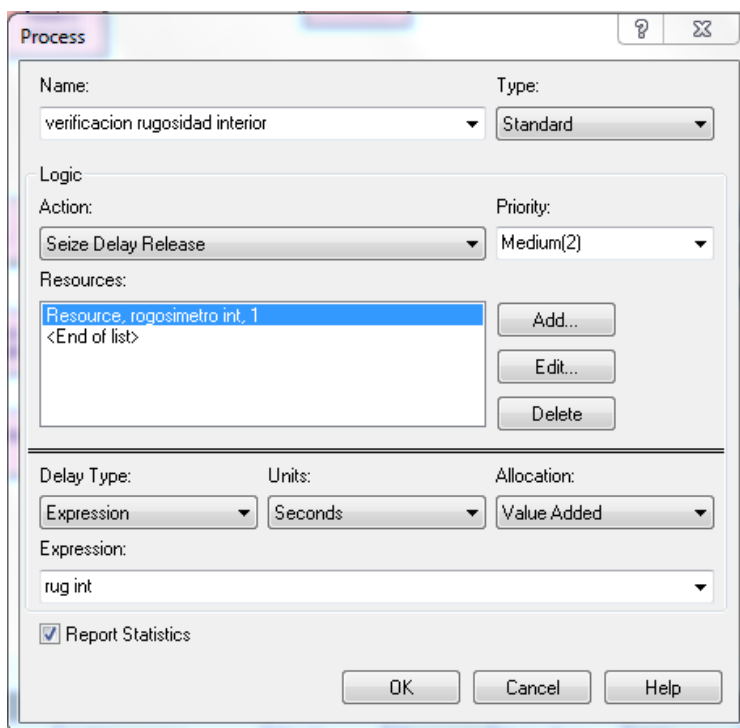 Process
Name:
Type:
verificacion rugosidad interior
Standard
Logic
Action:
Priority:
Seize Delay Release
Medium(2)
Resources:
Resource, rogosimetro int, 1
<End of list>
Add...
Edit...
Delete
Delay Type:
Units:
Allocation:
Expression
Seconds
Value Added
Expression:
rug int
Report Statistics
OK
Cancel
Help